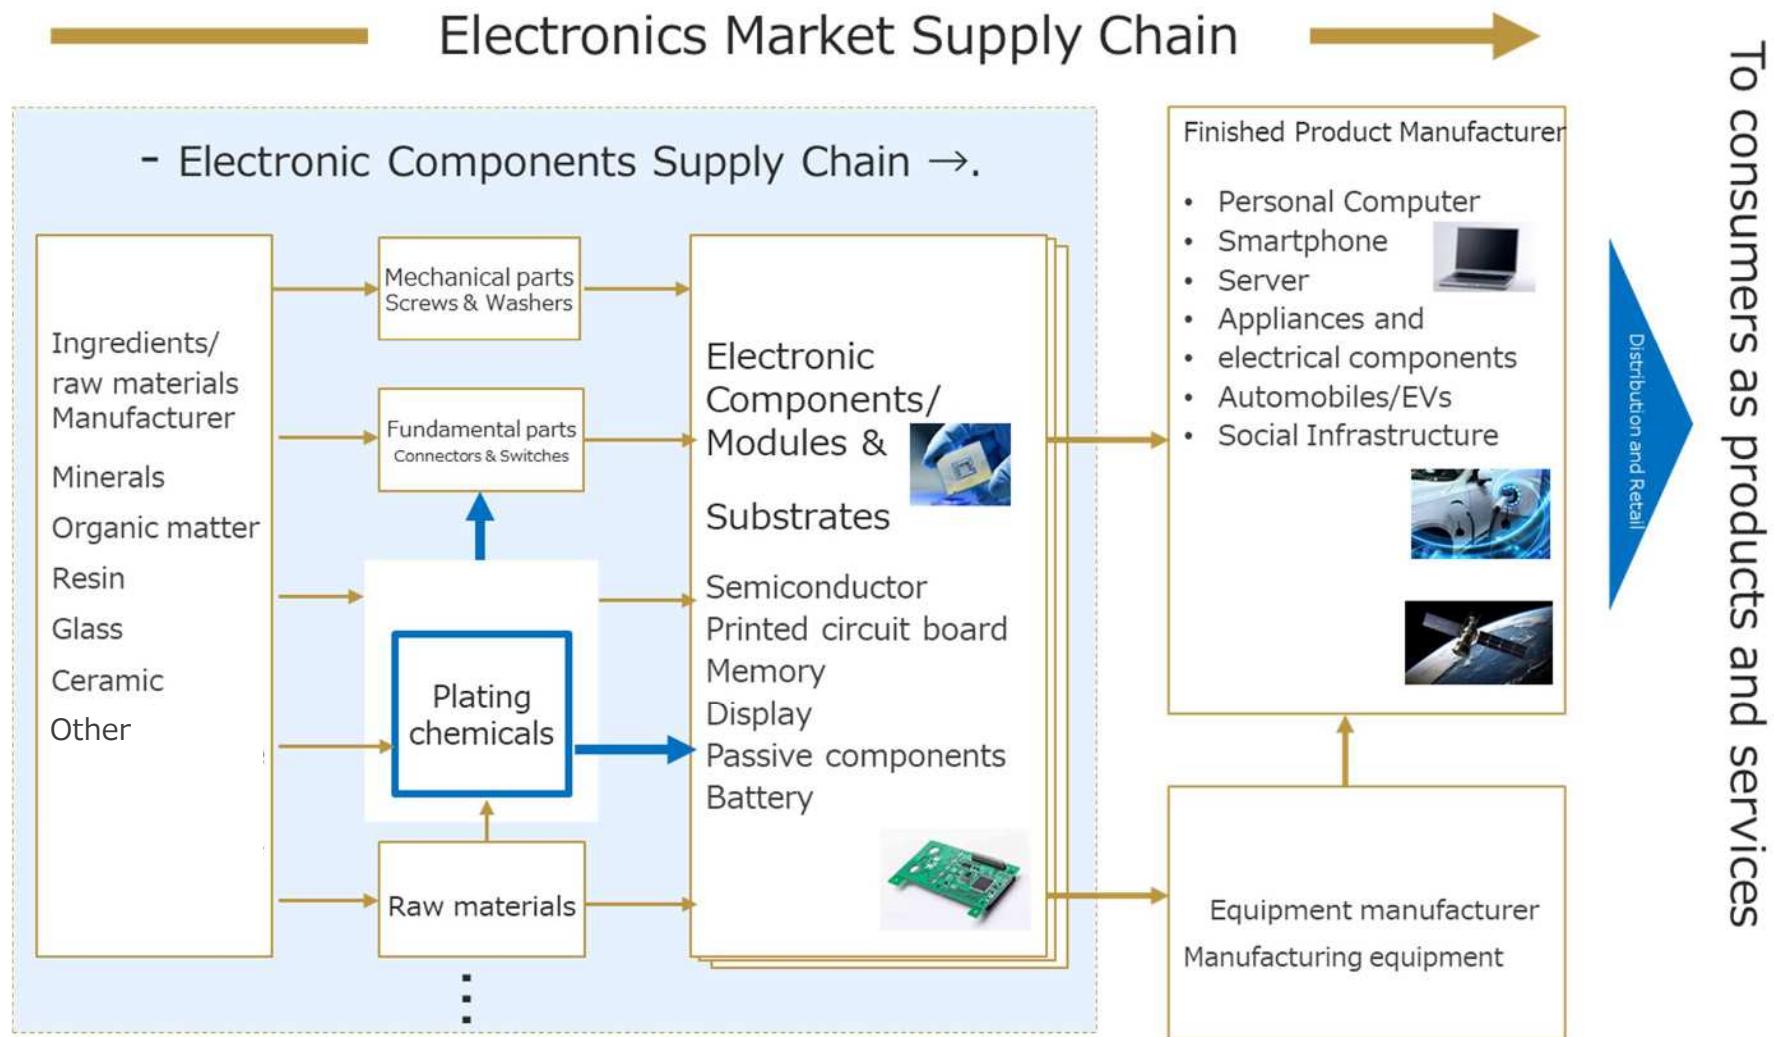 Electronics Market Supply Chain
- Electronic Components Supply Chain →.
Ingredients/
raw materials
Manufacturer
Minerals
Organic matter
Resin
Glass
Ceramic
Other
Mechanical parts
Screws & Washers
Fundamental parts
Connectors & Switches
Plating
chemicals
Raw materials
Electronic
Components/
Modules &
Substrates
Semiconductor
Printed circuit board
Memory
Display
Passive components
Battery
Finished Product Manufacturer
• Personal Computer
• Smartphone
• Server
• Appliances and
• electrical components
• Automobiles/EVs
• Social Infrastructure
Equipment manufacturer
Manufacturing equipment
Distribution and Retail
To consumers as products and services